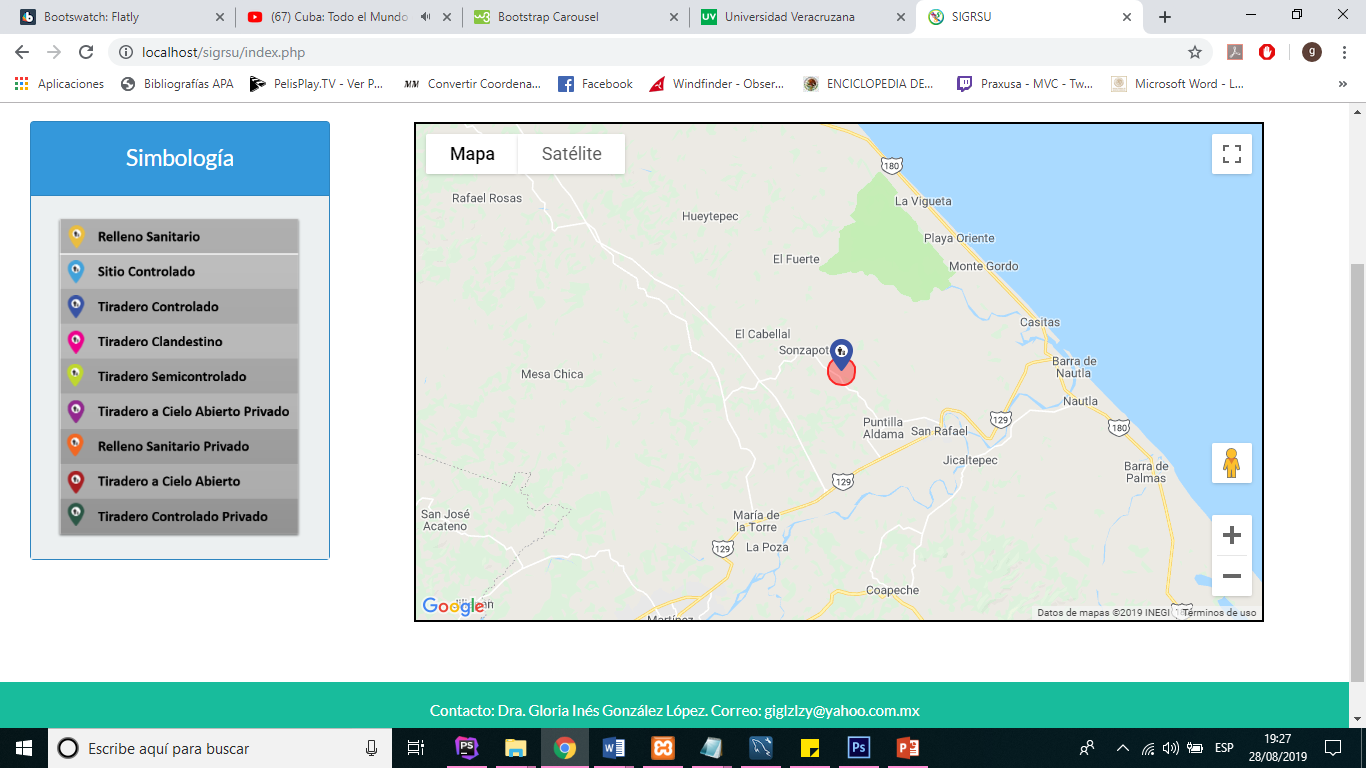 Bootswatch: Flatly
(67) Cuba: Todo el Mundo
Bootstrap Carousel
Universidad Veracruzana
SIGRSU
localhost/sigrsu/index.php
g
Aplicaciones
Bibliografías APA
PelisPlay.TV - Ver P...
Convertir Coordena...
Facebook
Windfinder - Obser...
ENCICLOPEDIA DE...
Praxusa - MVC - Tw...
Microsoft Word - L...
Simbología
Relleno Sanitario
Sitio Controlado
Tiradero Controlado
Tiradero Clandestino
Tiradero Semicontrolado
Tiradero a Cielo Abierto Privado
Relleno Sanitario Privado
Tiradero a Cielo Abierto
Tiradero Controlado Privado
Mapa
Satélite
180
Rafael Rosas
La Vigueta
Hueytepec
Playa Oriente
El Fuerte
Monte Gordo
Casitas
El Cabellal
Sonzapot
Barra de
Nautla
Mesa Chica
Nautla
129
180
Puntilla
Aldama
San Rafael
Jicaltepec
Barra de
Palmas
129
San José
Acateno
María de
la Torre
129
La Poza
Coapeche
Google
Martínez
Datos de mapas ©2019 INEGI
Términos de uso
Contacto: Dra. Gloria Inés González López. Correo: giglzlzy@yahoo.com.mx
Escribe aquí para buscar
ESP
19:27
28/08/2019